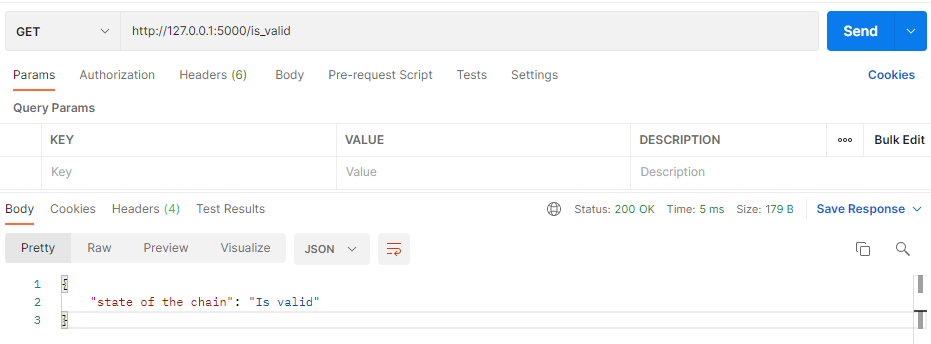 GET http://127.0.0.1:5000/is_valid Send
Params Authorization Headers (6) Body Pre-request Script Tests Settings Cookies
Query Params
KEY VALUE DESCRIPTION ooo Bulk Edit
Key Value Description
Body Cookies Headers (4) Test Results Status: 200 OK Time: 5 ms Size: 179 B Save Response
Pretty Raw Preview Visualize JSON
1 {
2 "state of the chain": "Is valid"
3 }